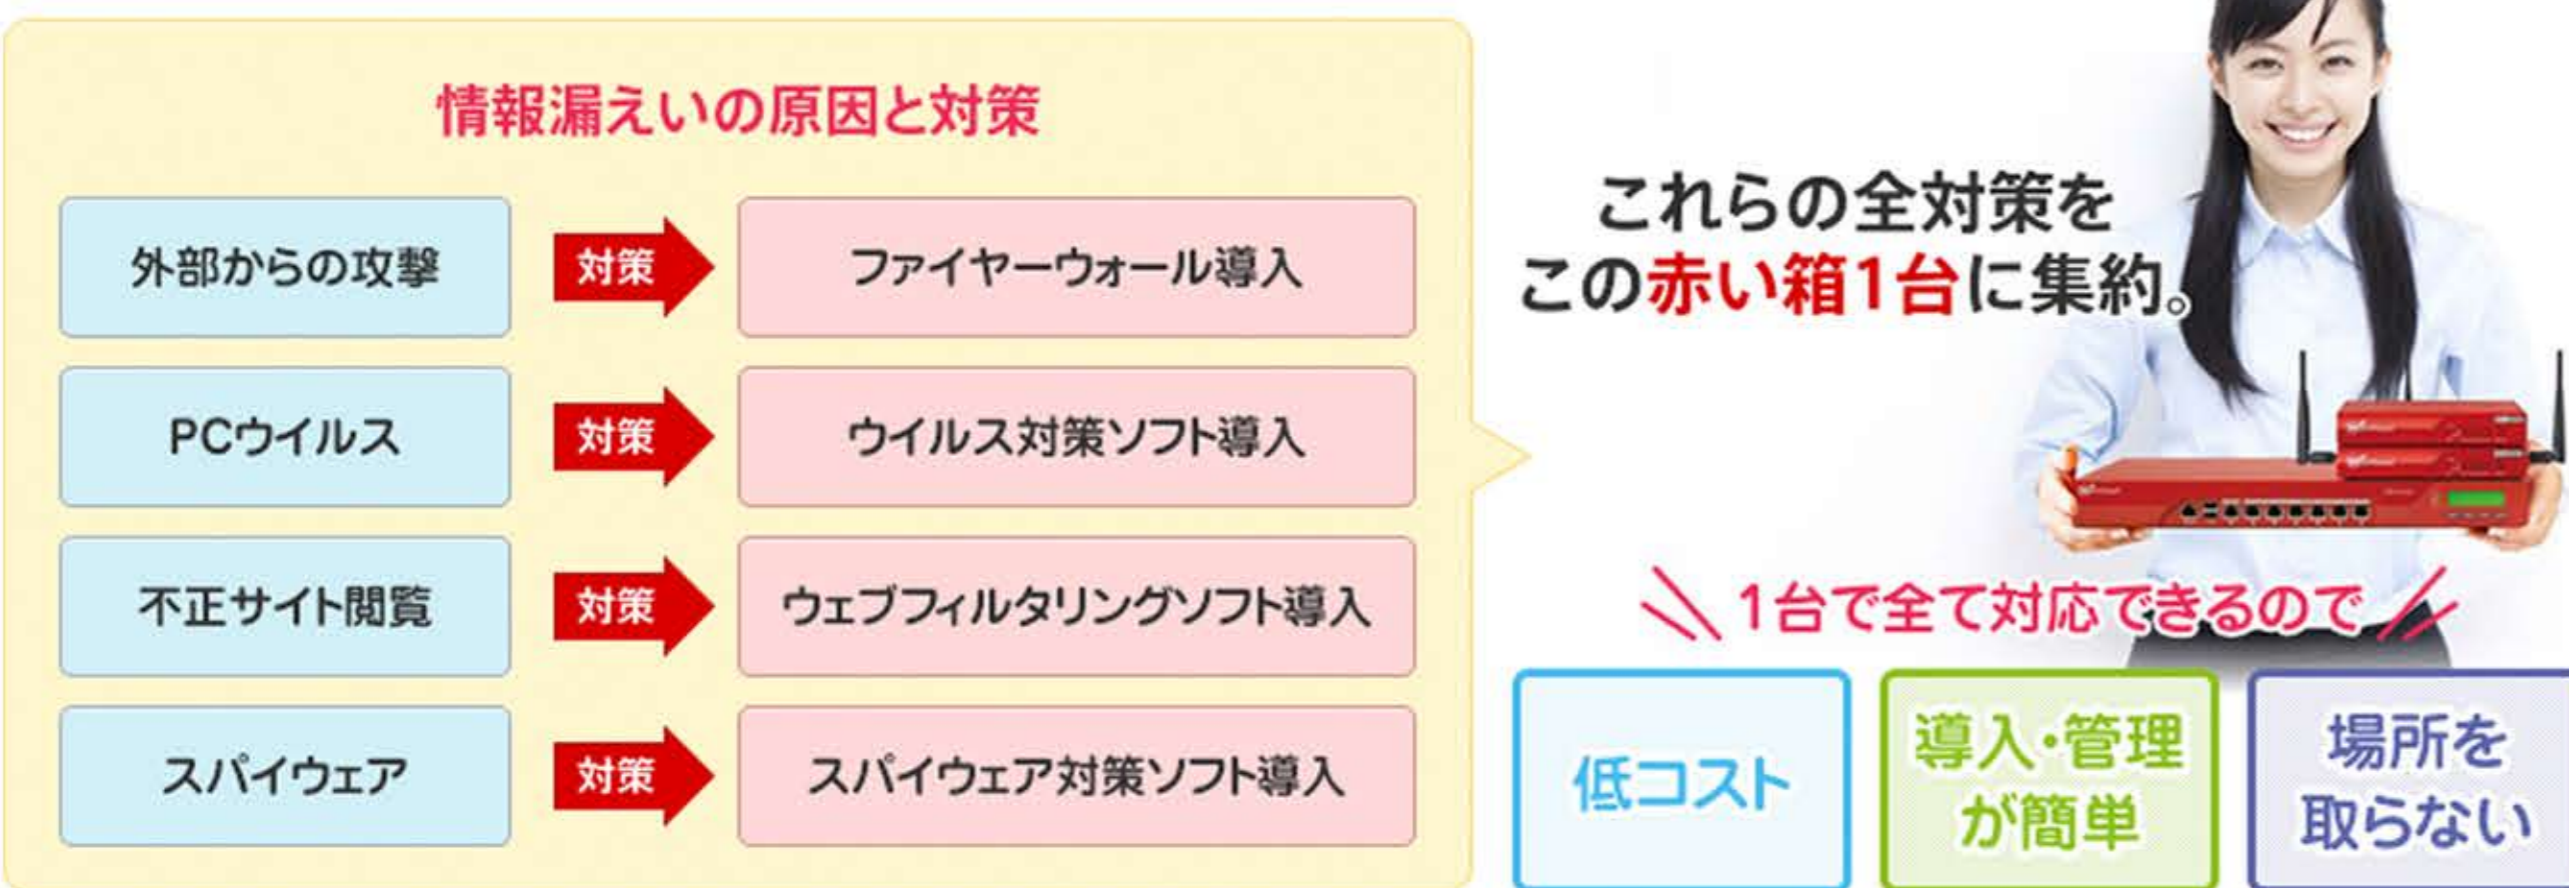 情報漏えいの原因と対策
外部からの攻撃
対策
ファイヤーウォール導入
PCウイルス
対策
ウイルス対策ソフト導入
不正サイト閲覧
対策
ウェブフィルタリングソフト導入
スパイウェア
対策
スパイウェア対策ソフト導入
これらの全対策を
この赤い箱1台に集約。
1台で全て対応できるので
低コスト
導入・管理
が簡単
場所を
取らない